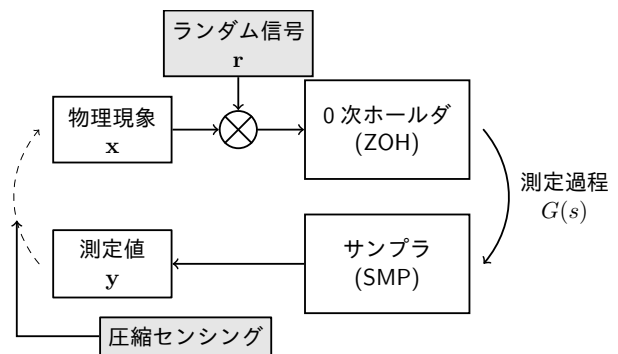 ランダム信号
r
物理現象
x
0 次ホールダ
(ZOH)
測定過程
G(s)
測定値
y
サンプラ
(SMP)
圧縮センシング